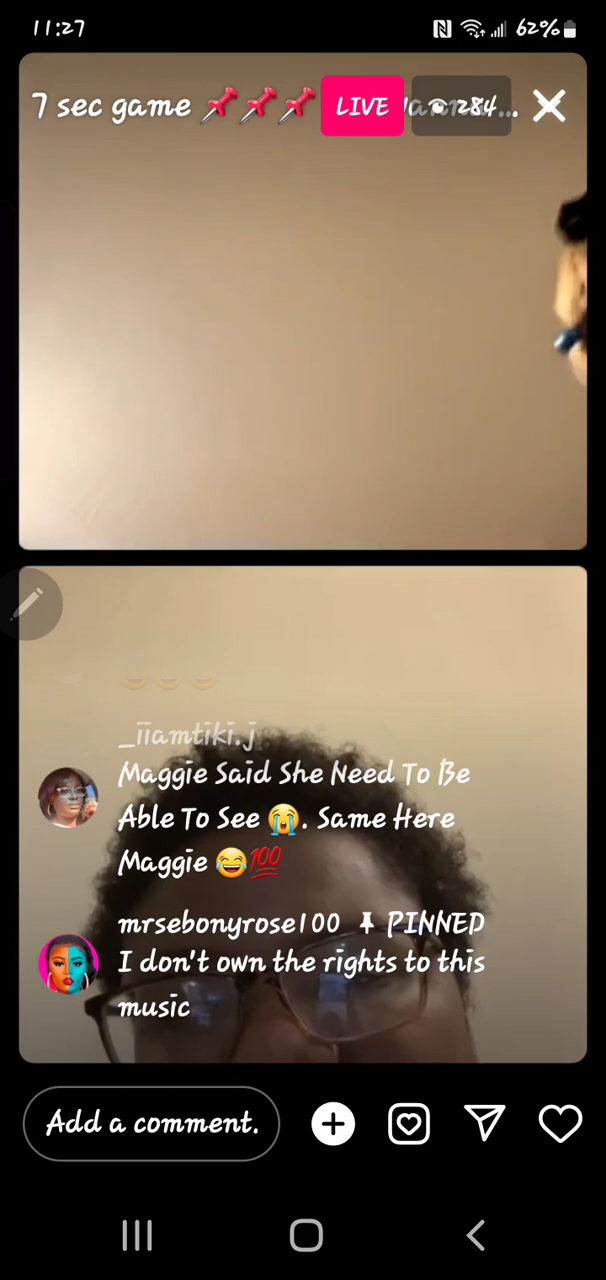 11:27
62%
7 sec game 📌📌📌 LIVE 284...
_iiamtiki.j
Maggie Said She Need To Be
Able To See 😭. Same Here
Maggie 😂💯
mrsebonyrose100 PINNED
I don't own the rights to this
music
Add a comment.